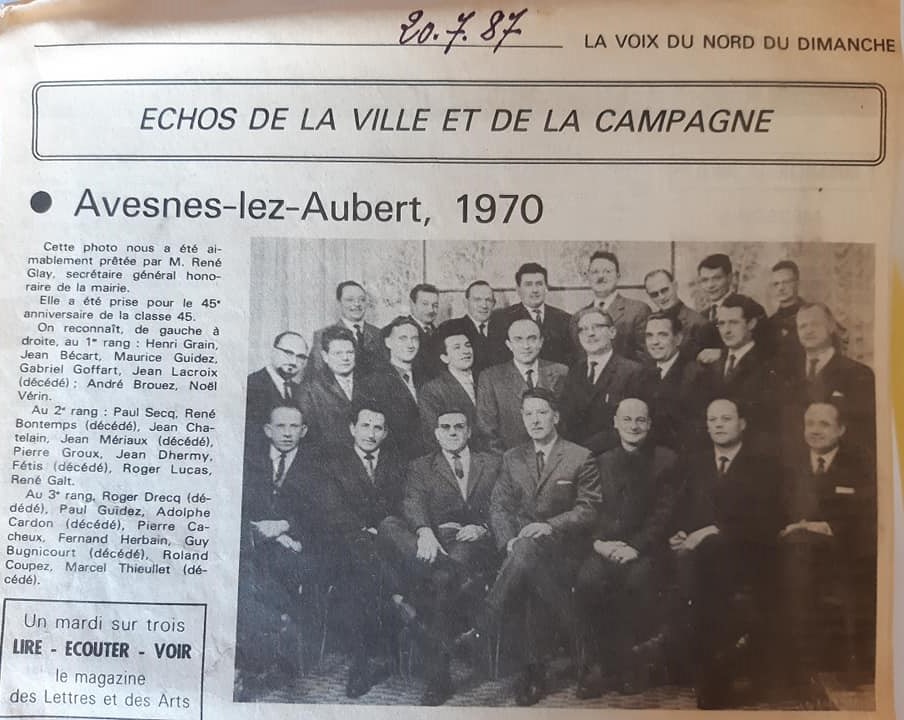 20.7.87
LA VOIX DU NORD DU DIMANCHE
ECHOS DE LA VILLE ET DE LA CAMPAGNE
● Avesnes-lez-Aubert, 1970
Cette photo nous a été ai-
mablement prêtée par M. René
Glay, secrétaire général hono-
raire de la mairie.
Elle a été prise pour le 45e
anniversaire de la classe 45.
On reconnaît, de gauche à
droite, au 1er rang : Henri Grain,
Jean Bécart, Maurice Guidez,
Gabriel Goffart, Jean Lacroix
(décédé) ; André Brouez, Noël
Vérin.
Au 2e rang : Paul Secq, René
Bontemps (décédé), Jean Cha-
telain, Jean Mériaux (décédé),
Pierre Groux, Jean Dhermy,
Fétis (décédé), Roger Lucas,
René Galt.
Au 3e rang, Roger Drecq (dé-
dédé), Paul Guidez, Adolphe
Cardon (décédé), Pierre Ca-
cheux, Fernand Herbain, Guy
Bugnicourt (décédé), Roland
Coupez, Marcel Thieullet (dé-
cédé).
Un mardi sur trois
LIRE - ECOUTER - VOIR
le magazine
des Lettres et des Arts